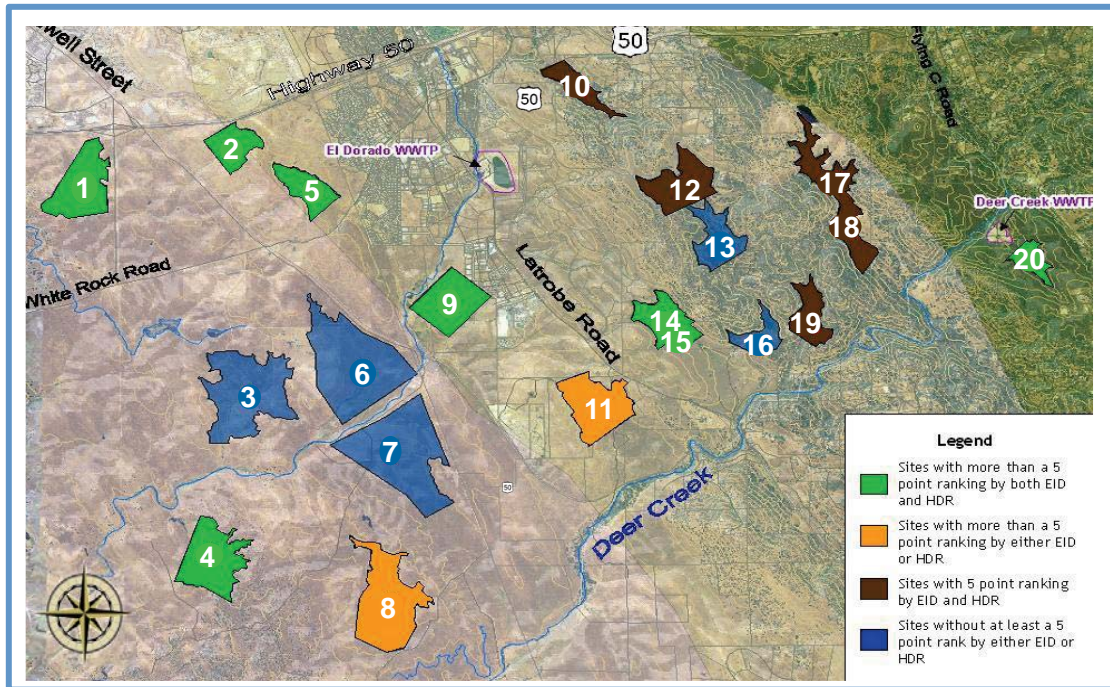 well Street
Highway 50
50
50
Flying C Road
10
El Dorado WWTP
2
1
5
12
17
18
Deer Creek WWTP
13
20
White Rock Road
Latrobe Road
9
14
15
19
16
6
3
11
7
50
Deer Creek
4
8
Legend
Sites with more than a 5
point ranking by both EID
and HDR
Sites with more than a 5
point ranking by either EID
or HDR
Sites with 5 point ranking
by EID and HDR
Sites without at least a 5
point rank by either EID or
HDR